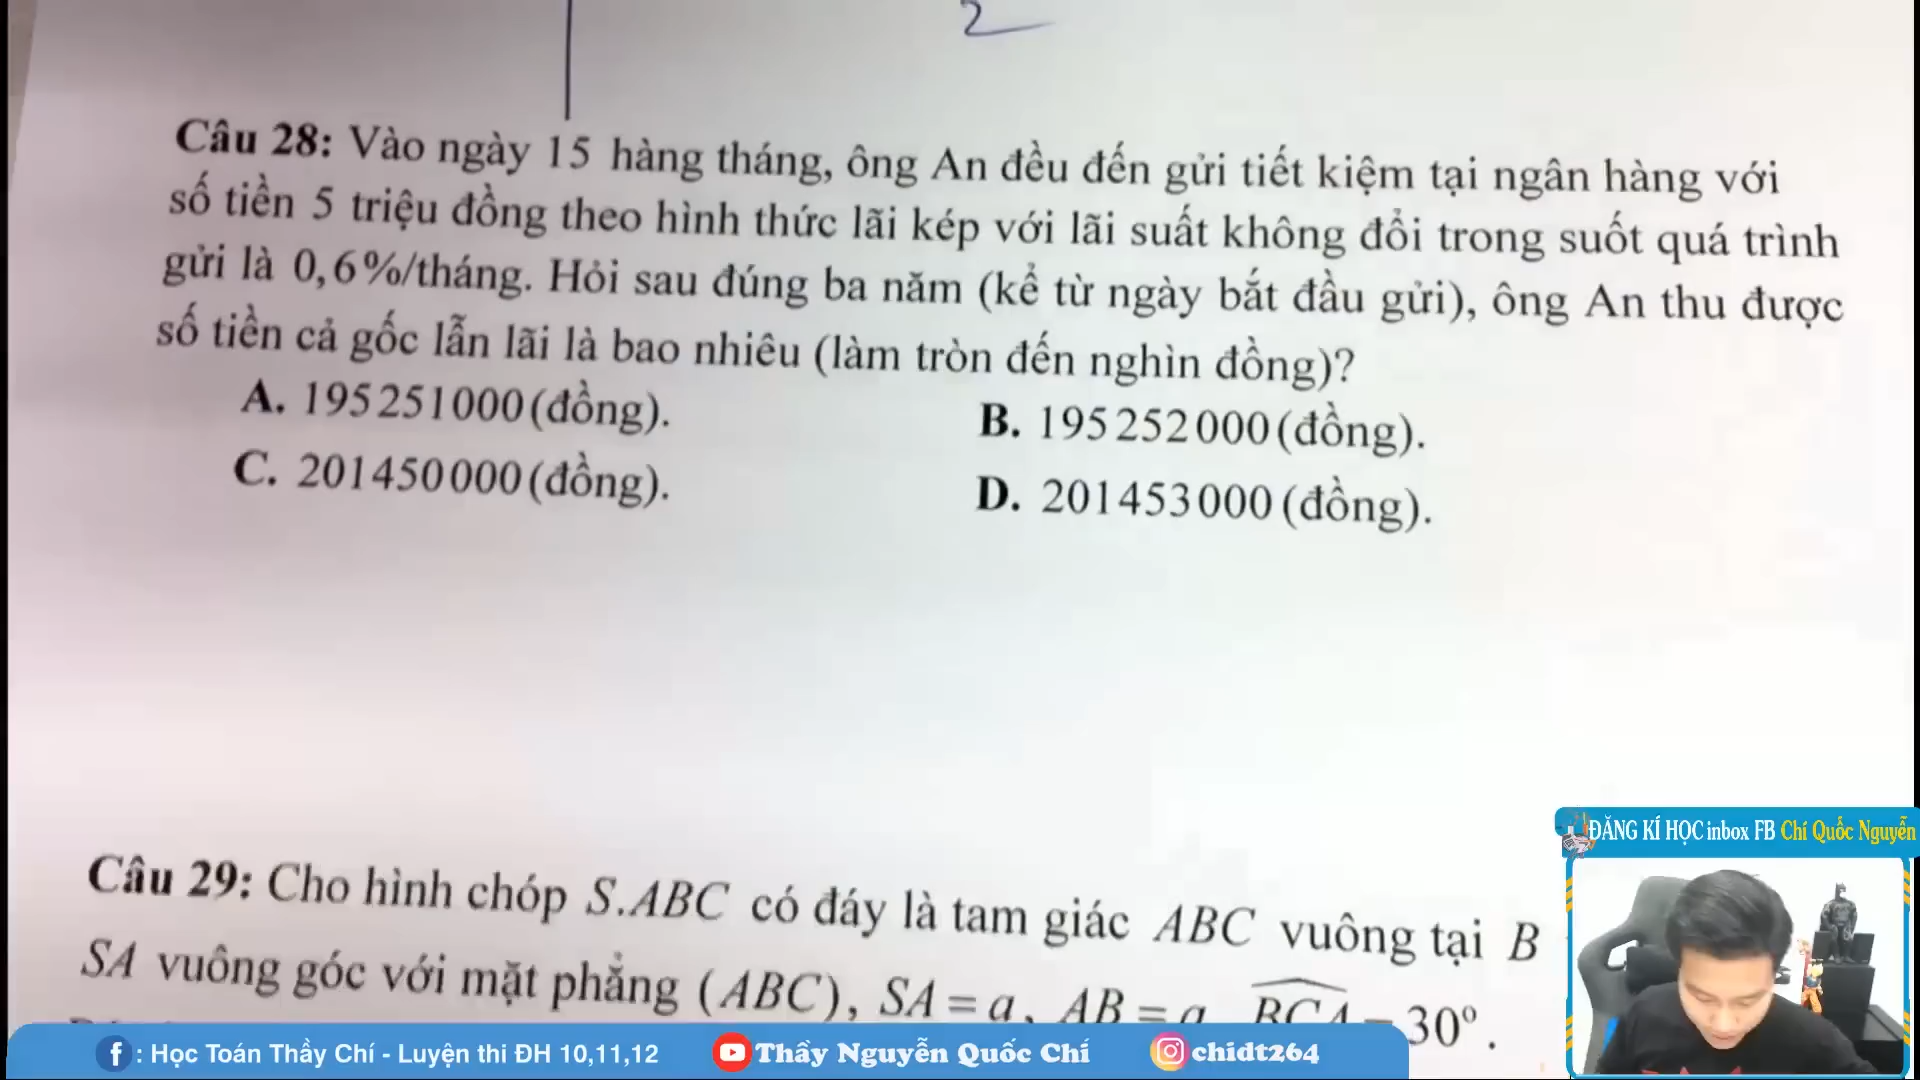 2
Câu 28: Vào ngày 15 hàng tháng, ông An đều đến gửi tiết kiệm tại ngân hàng với
số tiền 5 triệu đồng theo hình thức lãi kép với lãi suất không đổi trong suốt quá trình
gửi là 0,6%/tháng. Hỏi sau đúng ba năm (kể từ ngày bắt đầu gửi), ông An thu được
số tiền cả gốc lẫn lãi là bao nhiêu (làm tròn đến nghìn đồng)?
A. 195251000(đồng). B. 195252000(đồng).
C. 201450000(đồng). D. 201453000(đồng).
ĐĂNG KÍ HỌC inbox FB Chí Quốc Nguyễn
Câu 29: Cho hình chóp S.ABC có đáy là tam giác ABC vuông tại B
SA vuông góc với mặt phẳng (ABC), SA = a, AB = a BCA = 30°.
: Học Toán Thầy Chí - Luyện thi ĐH 10,11,12 Thầy Nguyễn Quốc Chí chidt264